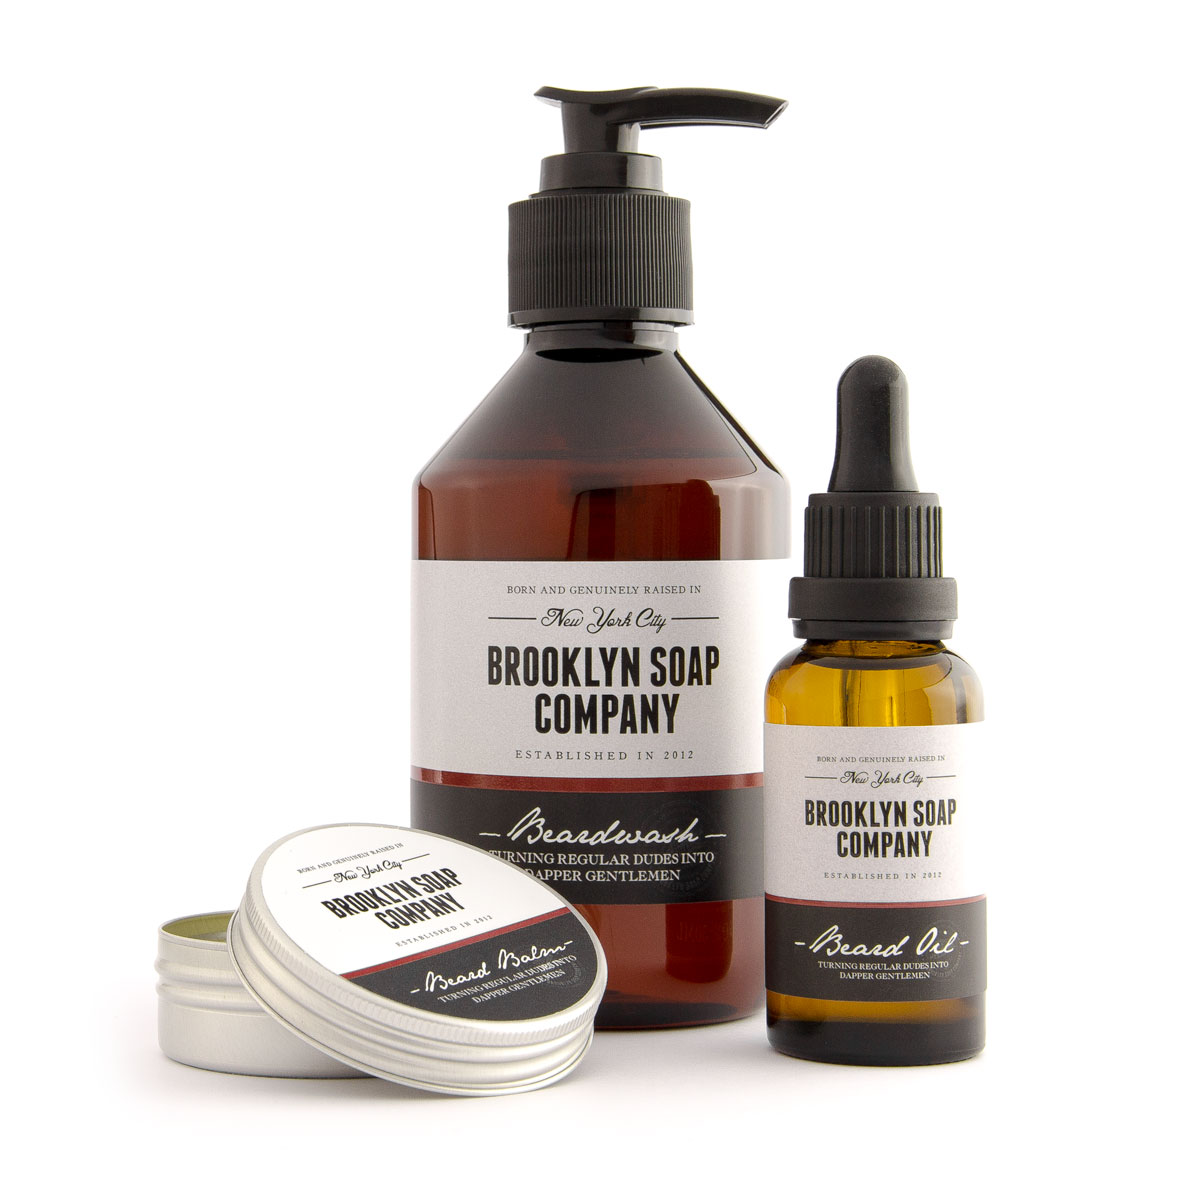 BORN AND GENUINELY RAISED IN
New York City
BROOKLYN SOAP
COMPANY
ESTABLISHED IN 2012
Beardwash
TURNING REGULAR DUDES INTO
DAPPER GENTLEMEN
BORN AND GENUINELY RAISED IN
New York City
BROOKLYN SOAP
COMPANY
ESTABLISHED IN 2012
Beard Oil
TURNING REGULAR DUDES INTO
DAPPER GENTLEMEN
BORN AND GENUINELY RAISED IN
New York City
BROOKLYN SOAP
COMPANY
ESTABLISHED IN 2012
Beard Balm
TURNING REGULAR DUDES INTO
DAPPER GENTLEMEN